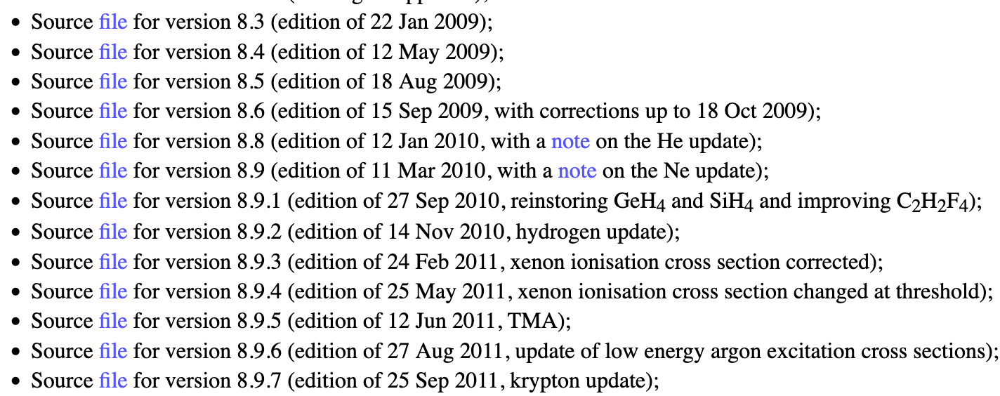 • Source file for version 8.3 (edition of 22 Jan 2009);
• Source file for version 8.4 (edition of 12 May 2009);
• Source file for version 8.5 (edition of 18 Aug 2009);
• Source file for version 8.6 (edition of 15 Sep 2009, with corrections up to 18 Oct 2009);
• Source file for version 8.8 (edition of 12 Jan 2010, with a note on the He update);
• Source file for version 8.9 (edition of 11 Mar 2010, with a note on the Ne update);
• Source file for version 8.9.1 (edition of 27 Sep 2010, reinstoring GeH₄ and SiH₄ and improving C₂H₂F₄);
• Source file for version 8.9.2 (edition of 14 Nov 2010, hydrogen update);
• Source file for version 8.9.3 (edition of 24 Feb 2011, xenon ionisation cross section corrected);
• Source file for version 8.9.4 (edition of 25 May 2011, xenon ionisation cross section changed at threshold);
• Source file for version 8.9.5 (edition of 12 Jun 2011, TMA);
• Source file for version 8.9.6 (edition of 27 Aug 2011, update of low energy argon excitation cross sections);
• Source file for version 8.9.7 (edition of 25 Sep 2011, krypton update);